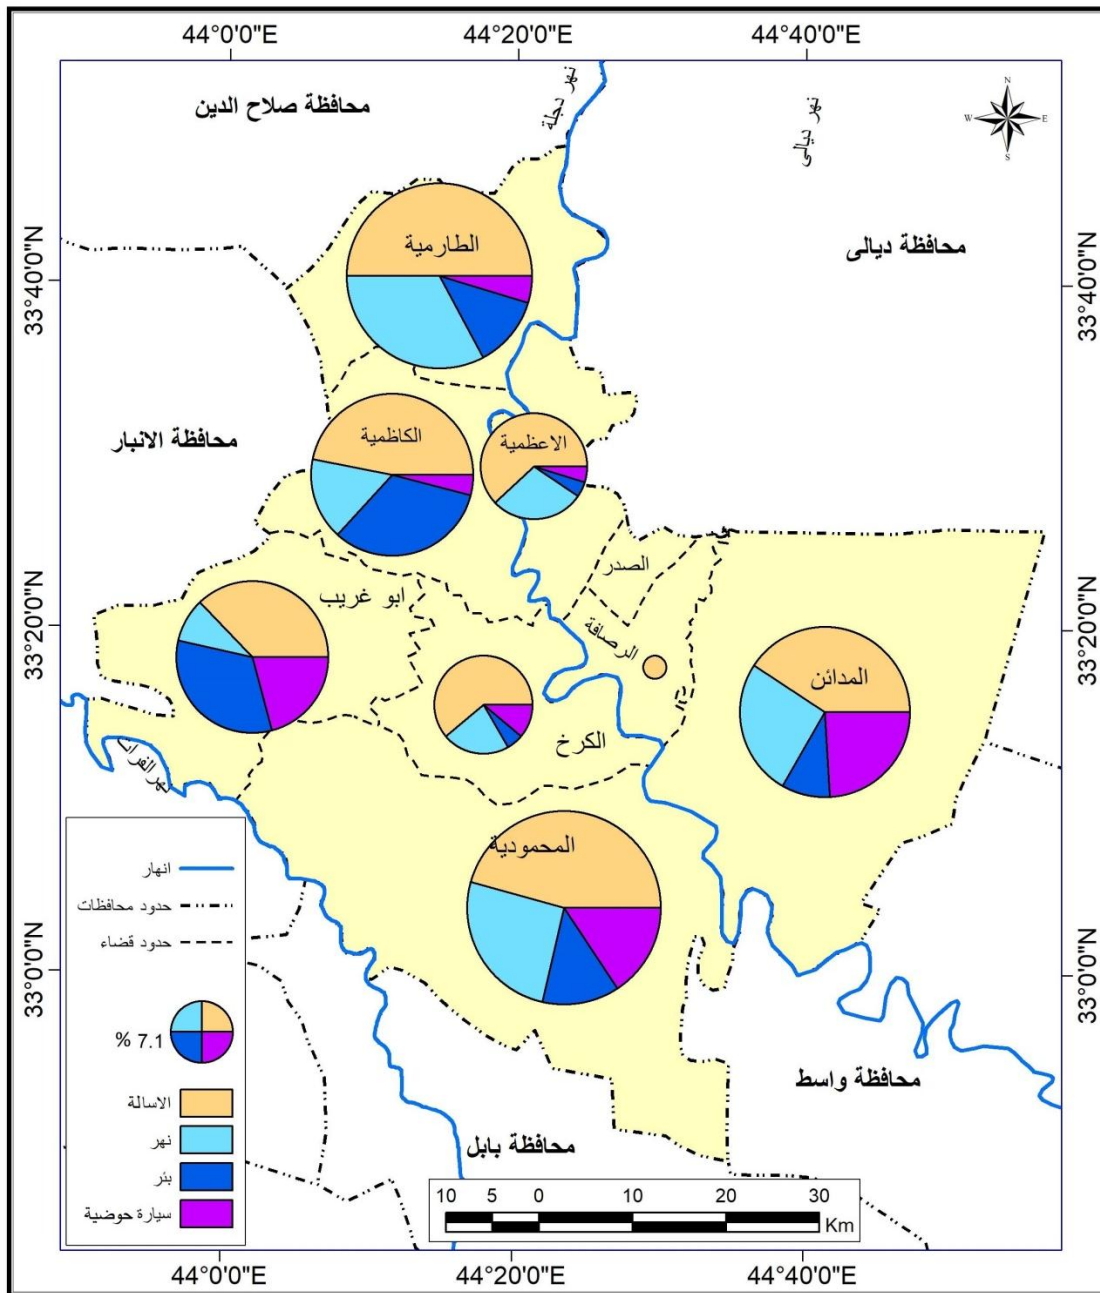 44°0'0"E 44°20'0"E 44°40'0"E
محافظة صلاح الدين
نهر دجلة
نهر ديالى
N
W E
S
محافظة ديالى
الطارمية
33°40'0"N
33°40'0"N
محافظة الانبار
الكاظمية
الاعظمية
الصدر
ابو غريب
33°20'0"N
الرصافة
33°20'0"N
المدائن
الكرخ
نهر الفرات
المحمودية
انهار
حدود محافظات
حدود قضاء
33°0'0"N
33°0'0"N
% 7.1
محافظة واسط
الاسالة
نهر
بئر
سيارة حوضية
محافظة بابل
10 5 0 10 20 30
Km
44°0'0"E 44°20'0"E 44°40'0"E